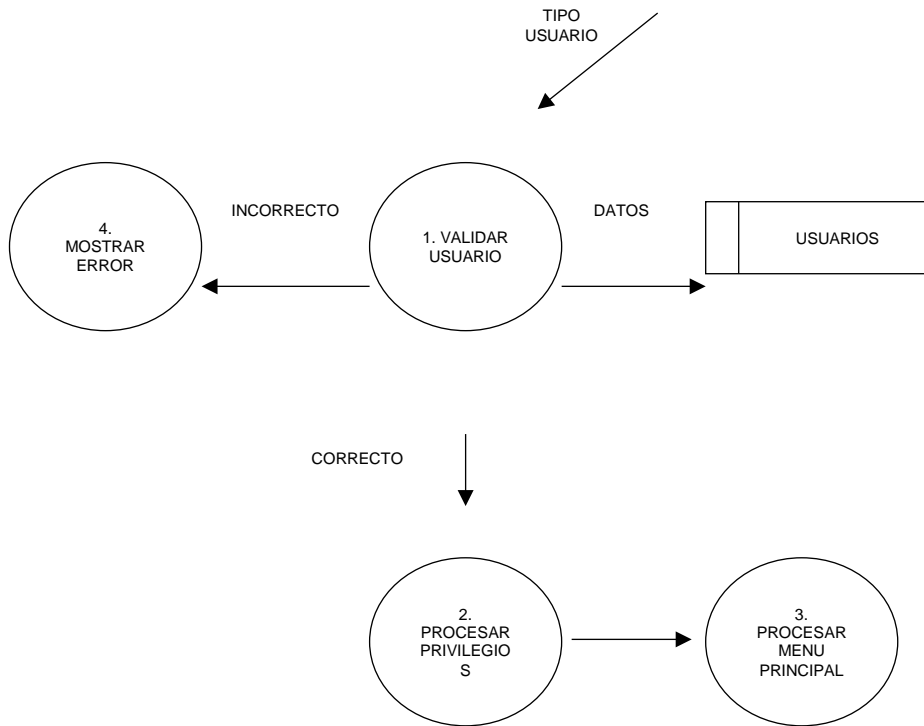 TIPO
USUARIO
INCORRECTO
DATOS
4.
MOSTRAR
ERROR
1. VALIDAR
USUARIO
USUARIOS
CORRECTO
2.
PROCESAR
PRIVILEGIO
S
3.
PROCESAR
MENU
PRINCIPAL